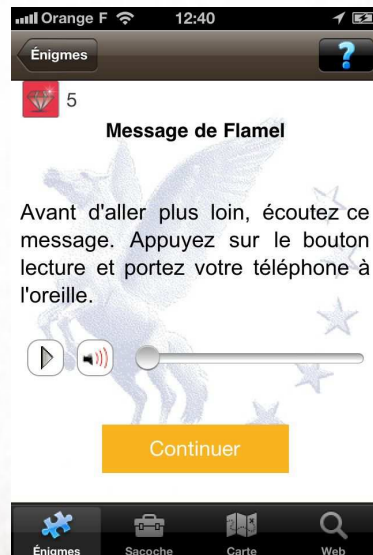 Orange F 12:40
Énigmes
?
5
Message de Flamel
Avant d'aller plus loin, écoutez ce
message. Appuyez sur le bouton
lecture et portez votre téléphone à
l'oreille.
Continuer
Énigmes Sacoche Carte Web